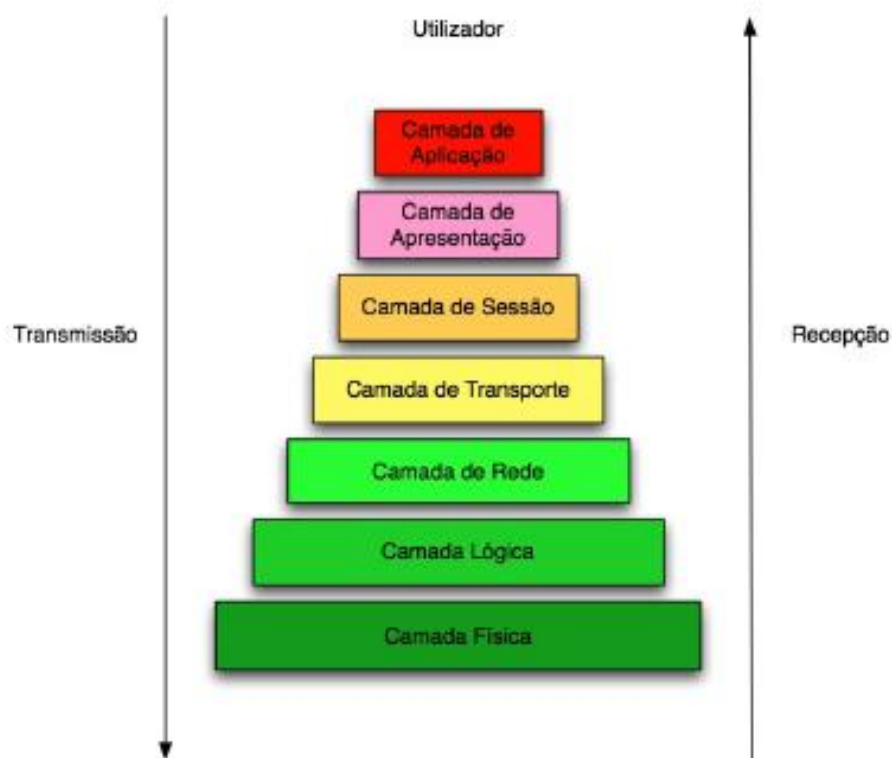 Utilizador
Camada de
Aplicação
Camada de
Apresentação
Camada de Sessão
Transmissão
Recepção
Camada de Transporte
Camada de Rede
Camada Lógica
Camada Física